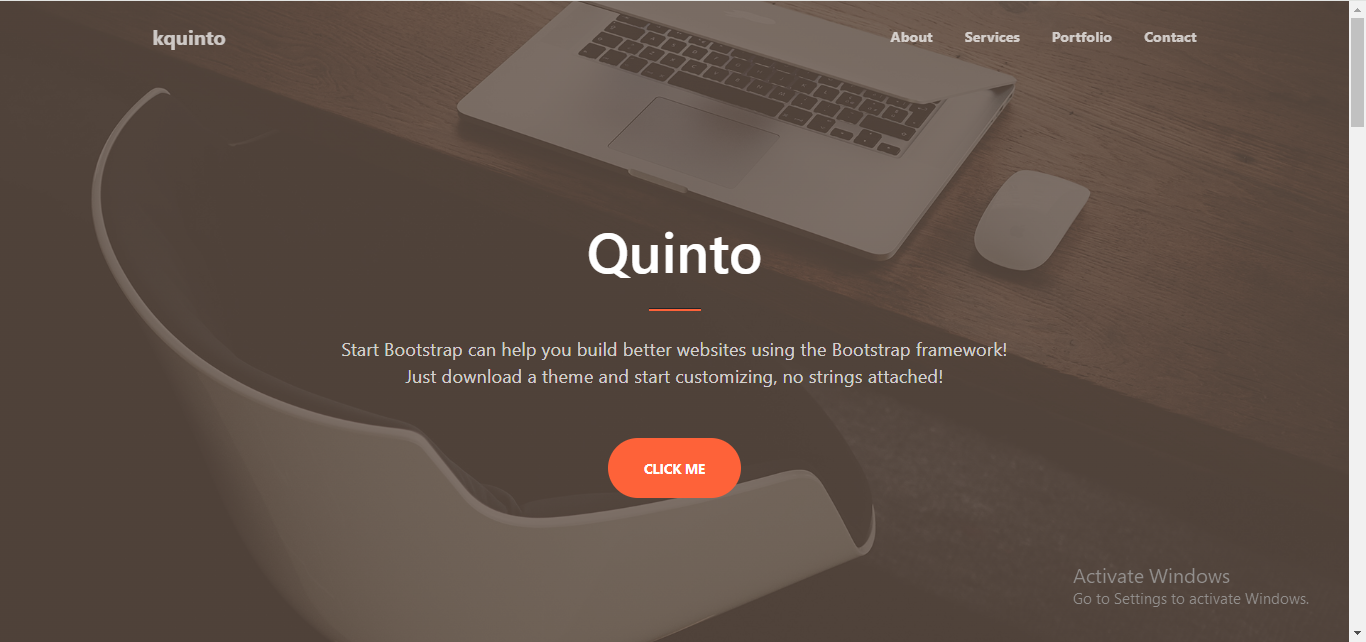 kquinto
About Services Portfolio Contact
Quinto
Start Bootstrap can help you build better websites using the Bootstrap framework!
Just download a theme and start customizing, no strings attached!
CLICK ME
Activate Windows
Go to Settings to activate Windows.